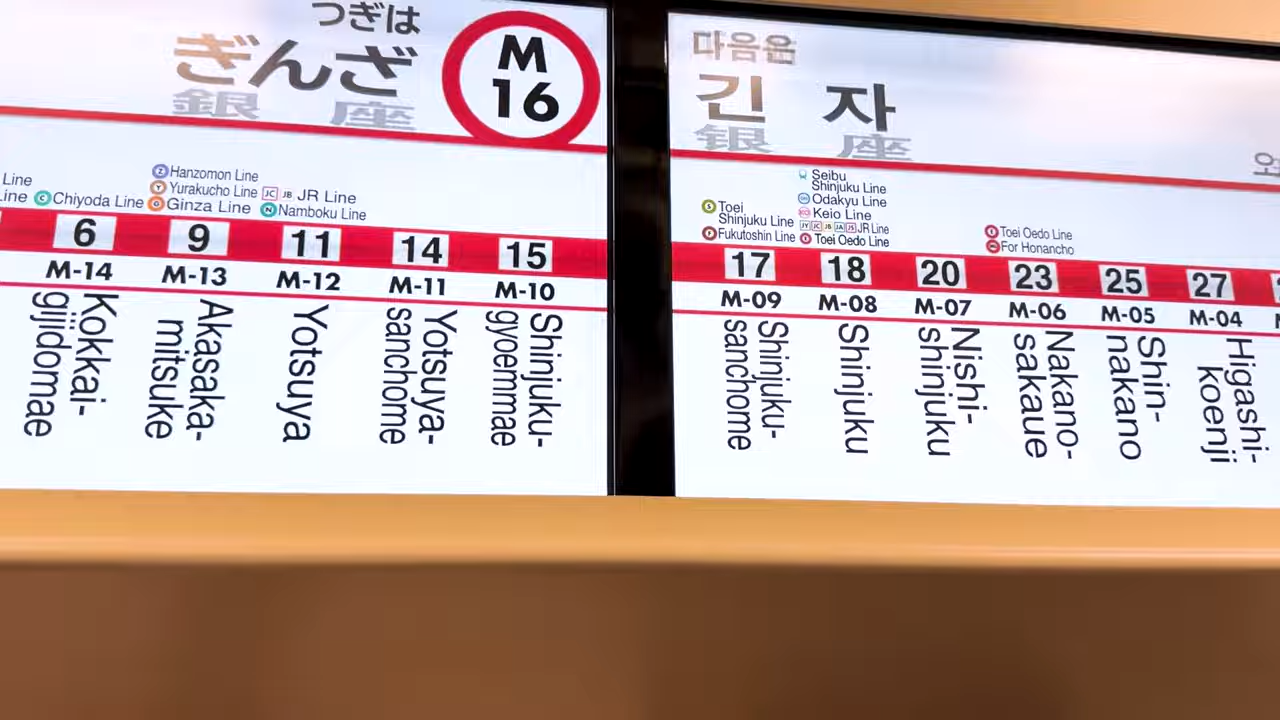 つぎは
ぎんざ
銀座
M
16
Line
Line
Chiyoda Line
Hanzomon Line
Yurakucho Line
Ginza Line
JC JB JR Line
N Namboku Line
6 9 11 14 15
M-14 M-13 M-12 M-11 M-10
Kokkai-
gijidomae
Akasaka-
mitsuke
Yotsuya
Yotsuya-
sanchome
Shinjuku-
gyoemmae
긴 자
銀 座
S Toei
Shinjuku Line
F Fukutoshin Line
Seibu
Shinjuku Line
Odakyu Line
Keio Line
JR Line
Toei Oedo Line
Toei Oedo Line
For Honancho
17 18 20 23 25 27
M-09 M-08 M-07 M-06 M-05 M-04
Shinjuku-
sanchome
Shinjuku
Nishi-
shinjuku
Nakano-
sakaue
Shin-
nakano
Higashi-
koenji